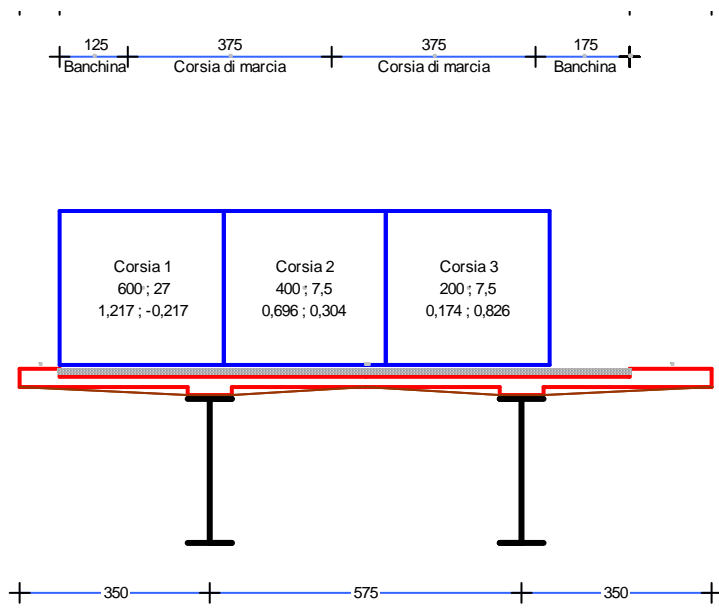 125 375 375 175
Banchina Corsia di marcia Corsia di marcia Banchina
Corsia 1 Corsia 2 Corsia 3
600 ; 27 400 ; 7,5 200 ; 7,5
1,217 ; -0,217 0,696 ; 0,304 0,174 ; 0,826
350 575 350